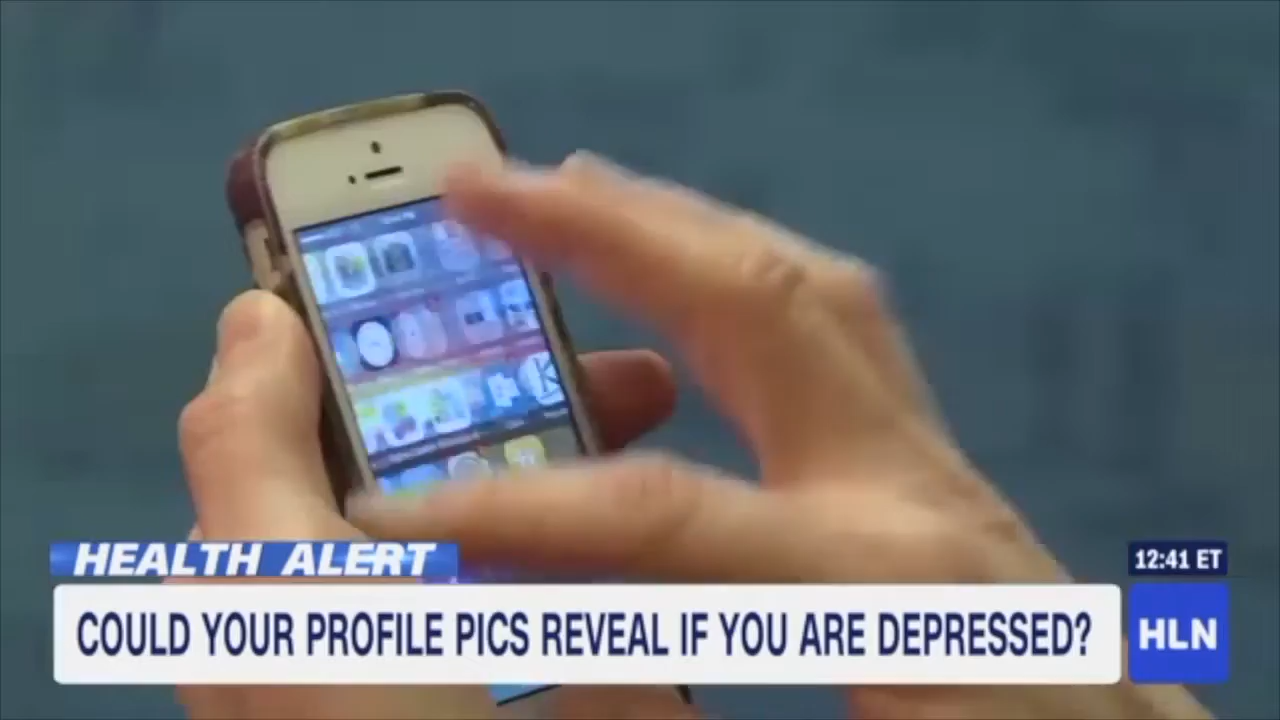 HEALTH ALERT
12:41 ET
COULD YOUR PROFILE PICS REVEAL IF YOU ARE DEPRESSED?
HLN